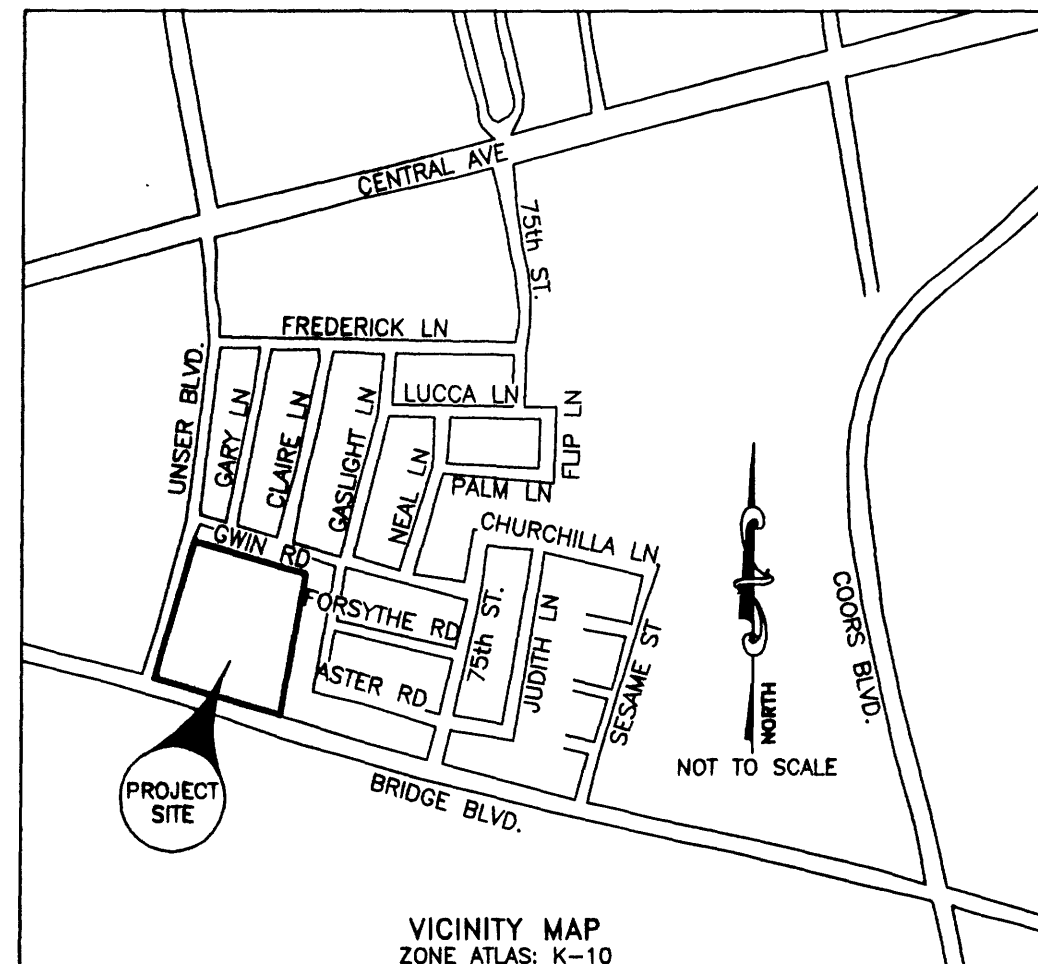 CENTRAL AVE
75th ST.
FREDERICK LN
UNSER BLVD.
GARY LN
CLAIRE LN
GASLIGHT LN
LUCCA LN
NEAL LN
FLIP LN
PALM LN
CHURCHILLA LN
GWIN RD
FORSYTHE RD
75th ST.
JUDITH LN
SESAME ST
ASTER RD
COORS BLVD.
NORTH
NOT TO SCALE
PROJECT
SITE
BRIDGE BLVD.
VICINITY MAP
ZONE ATLAS: K-10